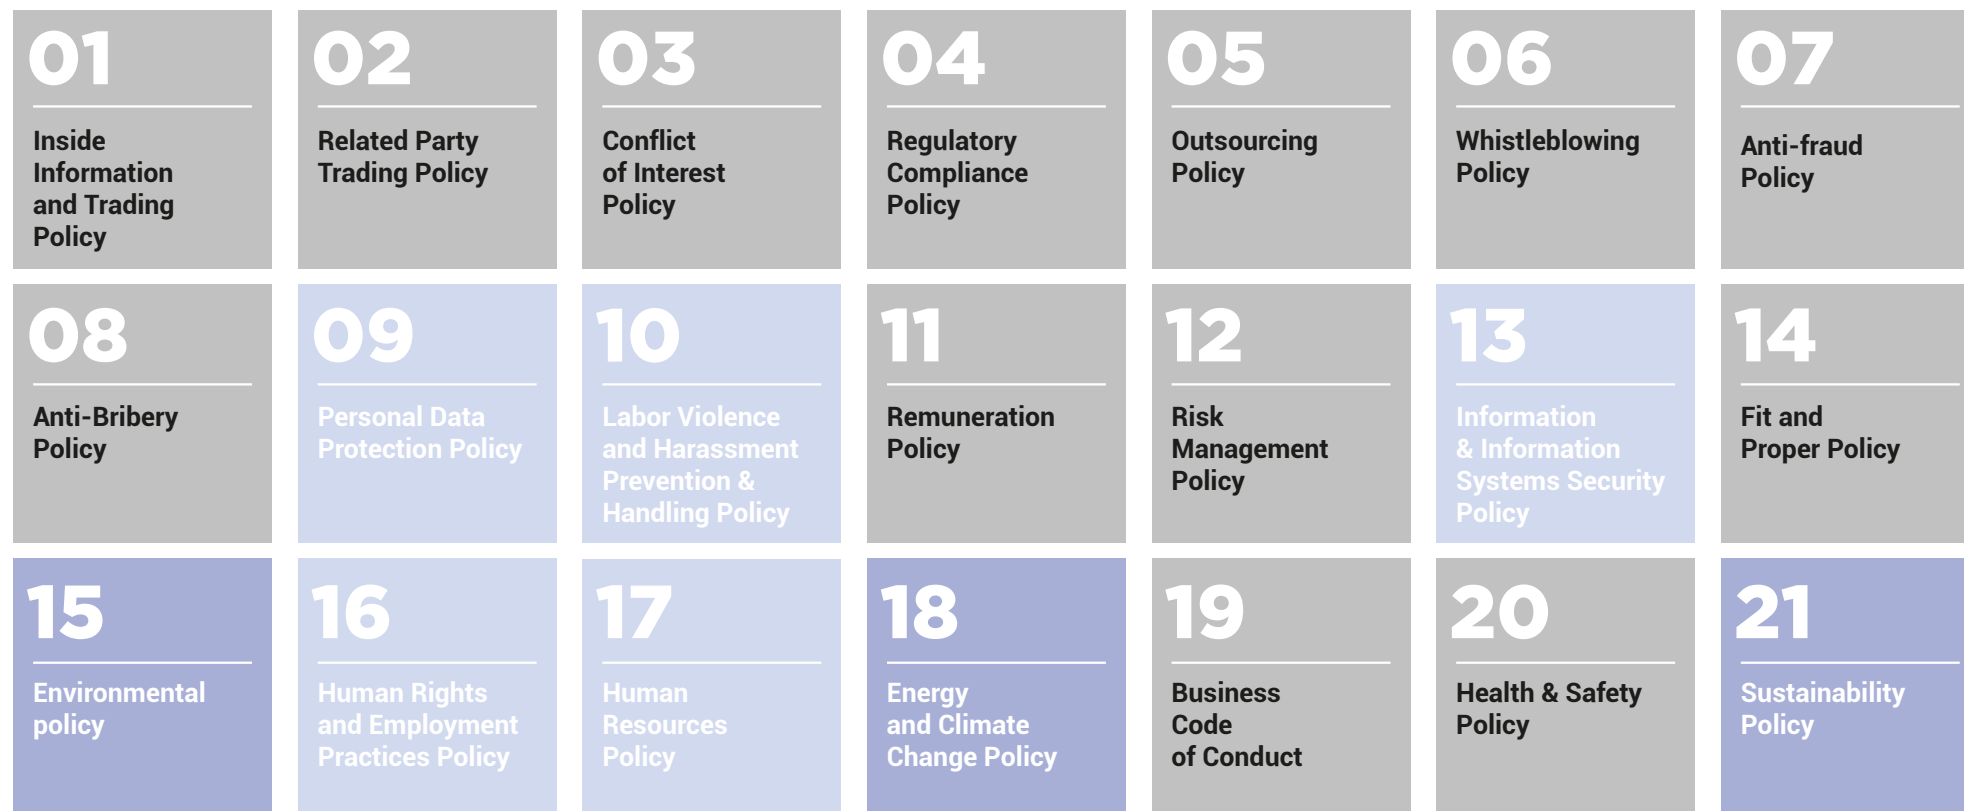 01
Inside
Information
and Trading
Policy
02
Related Party
Trading Policy
03
Conflict
of Interest
Policy
04
Regulatory
Compliance
Policy
05
Outsourcing
Policy
06
Whistleblowing
Policy
07
Anti-fraud
Policy
08
Anti-Bribery
Policy
09
Personal Data
Protection Policy
10
Labor Violence
and Harassment
Prevention &
Handling Policy
11
Remuneration
Policy
12
Risk
Management
Policy
13
Information
& Information
Systems Security
Policy
14
Fit and
Proper Policy
15
Environmental
policy
16
Human Rights
and Employment
Practices Policy
17
Human
Resources
Policy
18
Energy
and Climate
Change Policy
19
Business
Code
of Conduct
20
Health & Safety
Policy
21
Sustainability
Policy